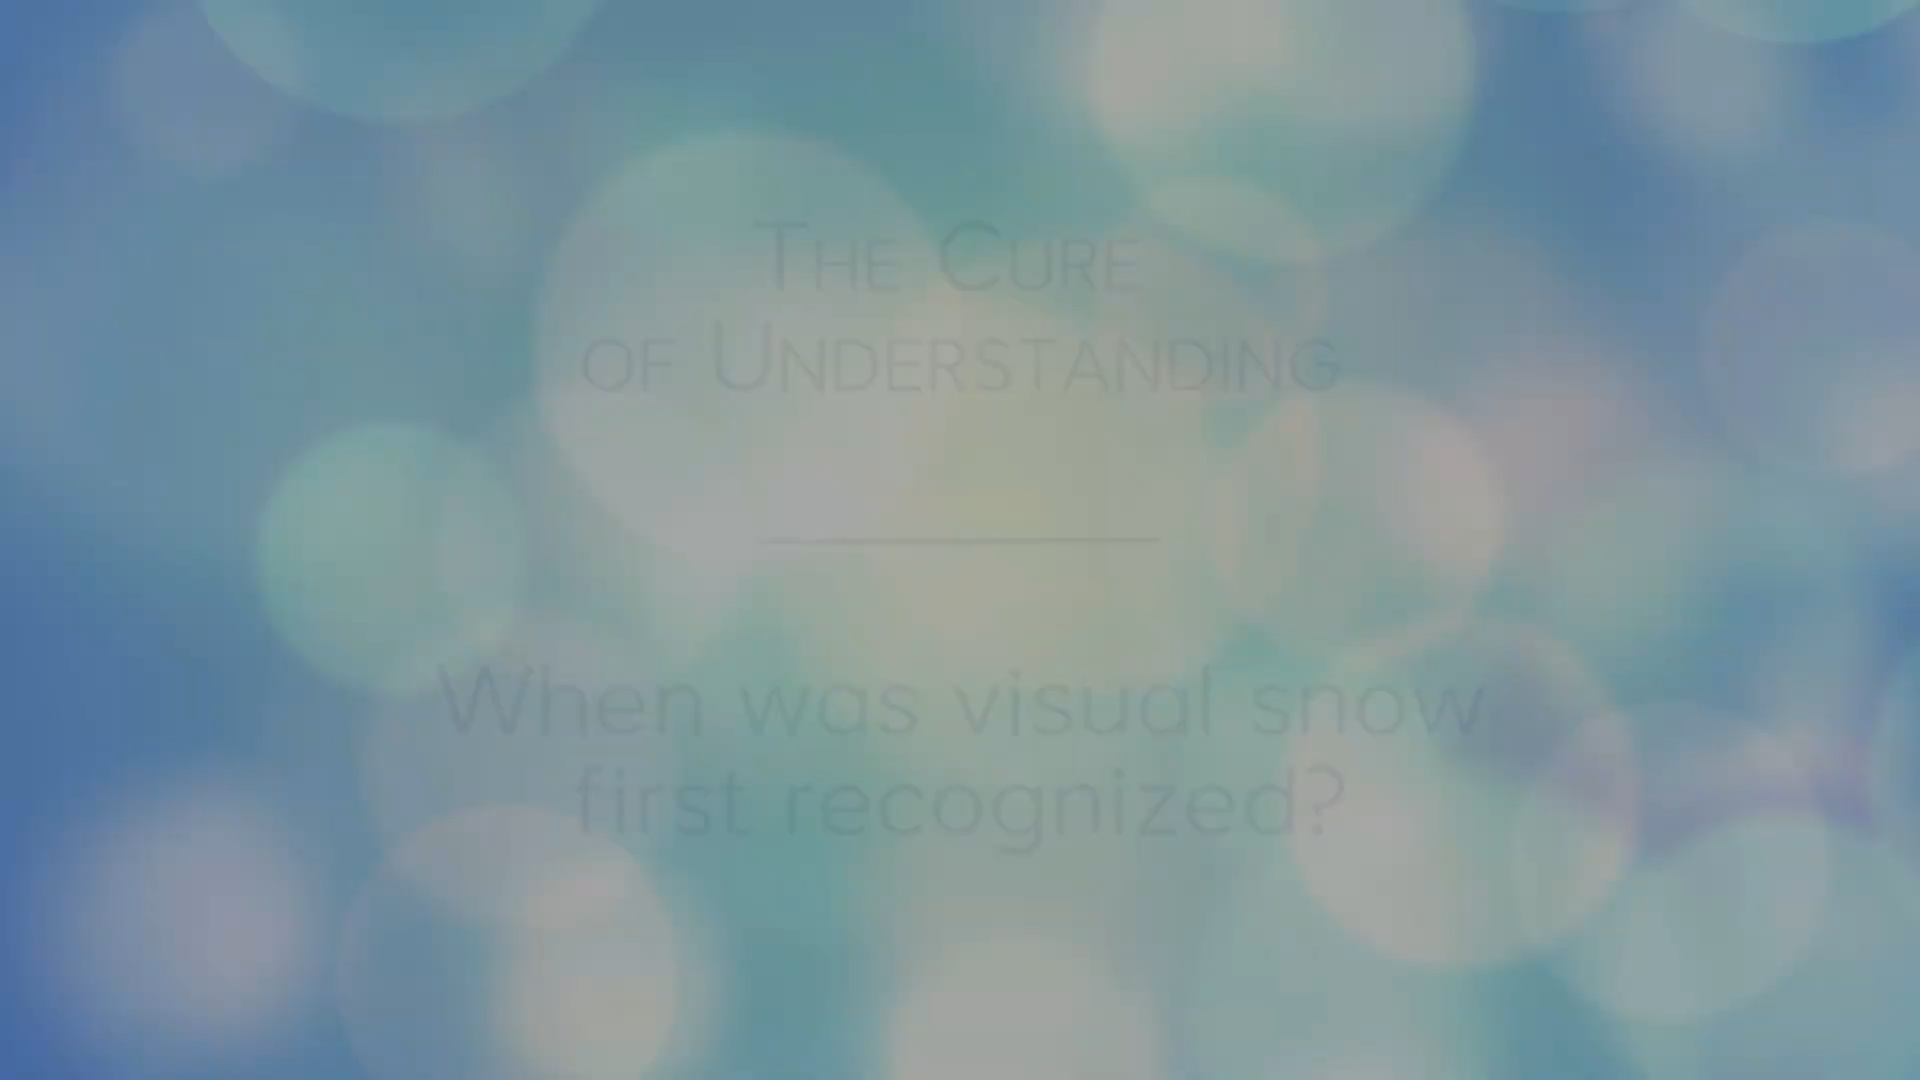 The Cure
of Understanding
When was visual snow
first recognized?